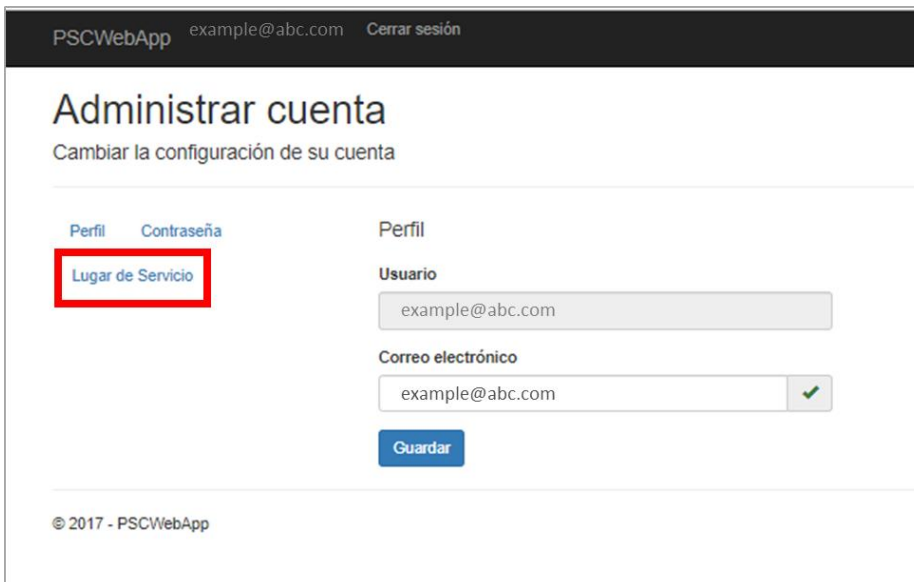 PSCWebApp example@abc.com Cerrar sesión
Administrar cuenta
Cambiar la configuración de su cuenta
Perfil Contraseña
Lugar de Servicio
Perfil
Usuario
example@abc.com
Correo electrónico
example@abc.com
Guardar
© 2017 - PSCWebApp